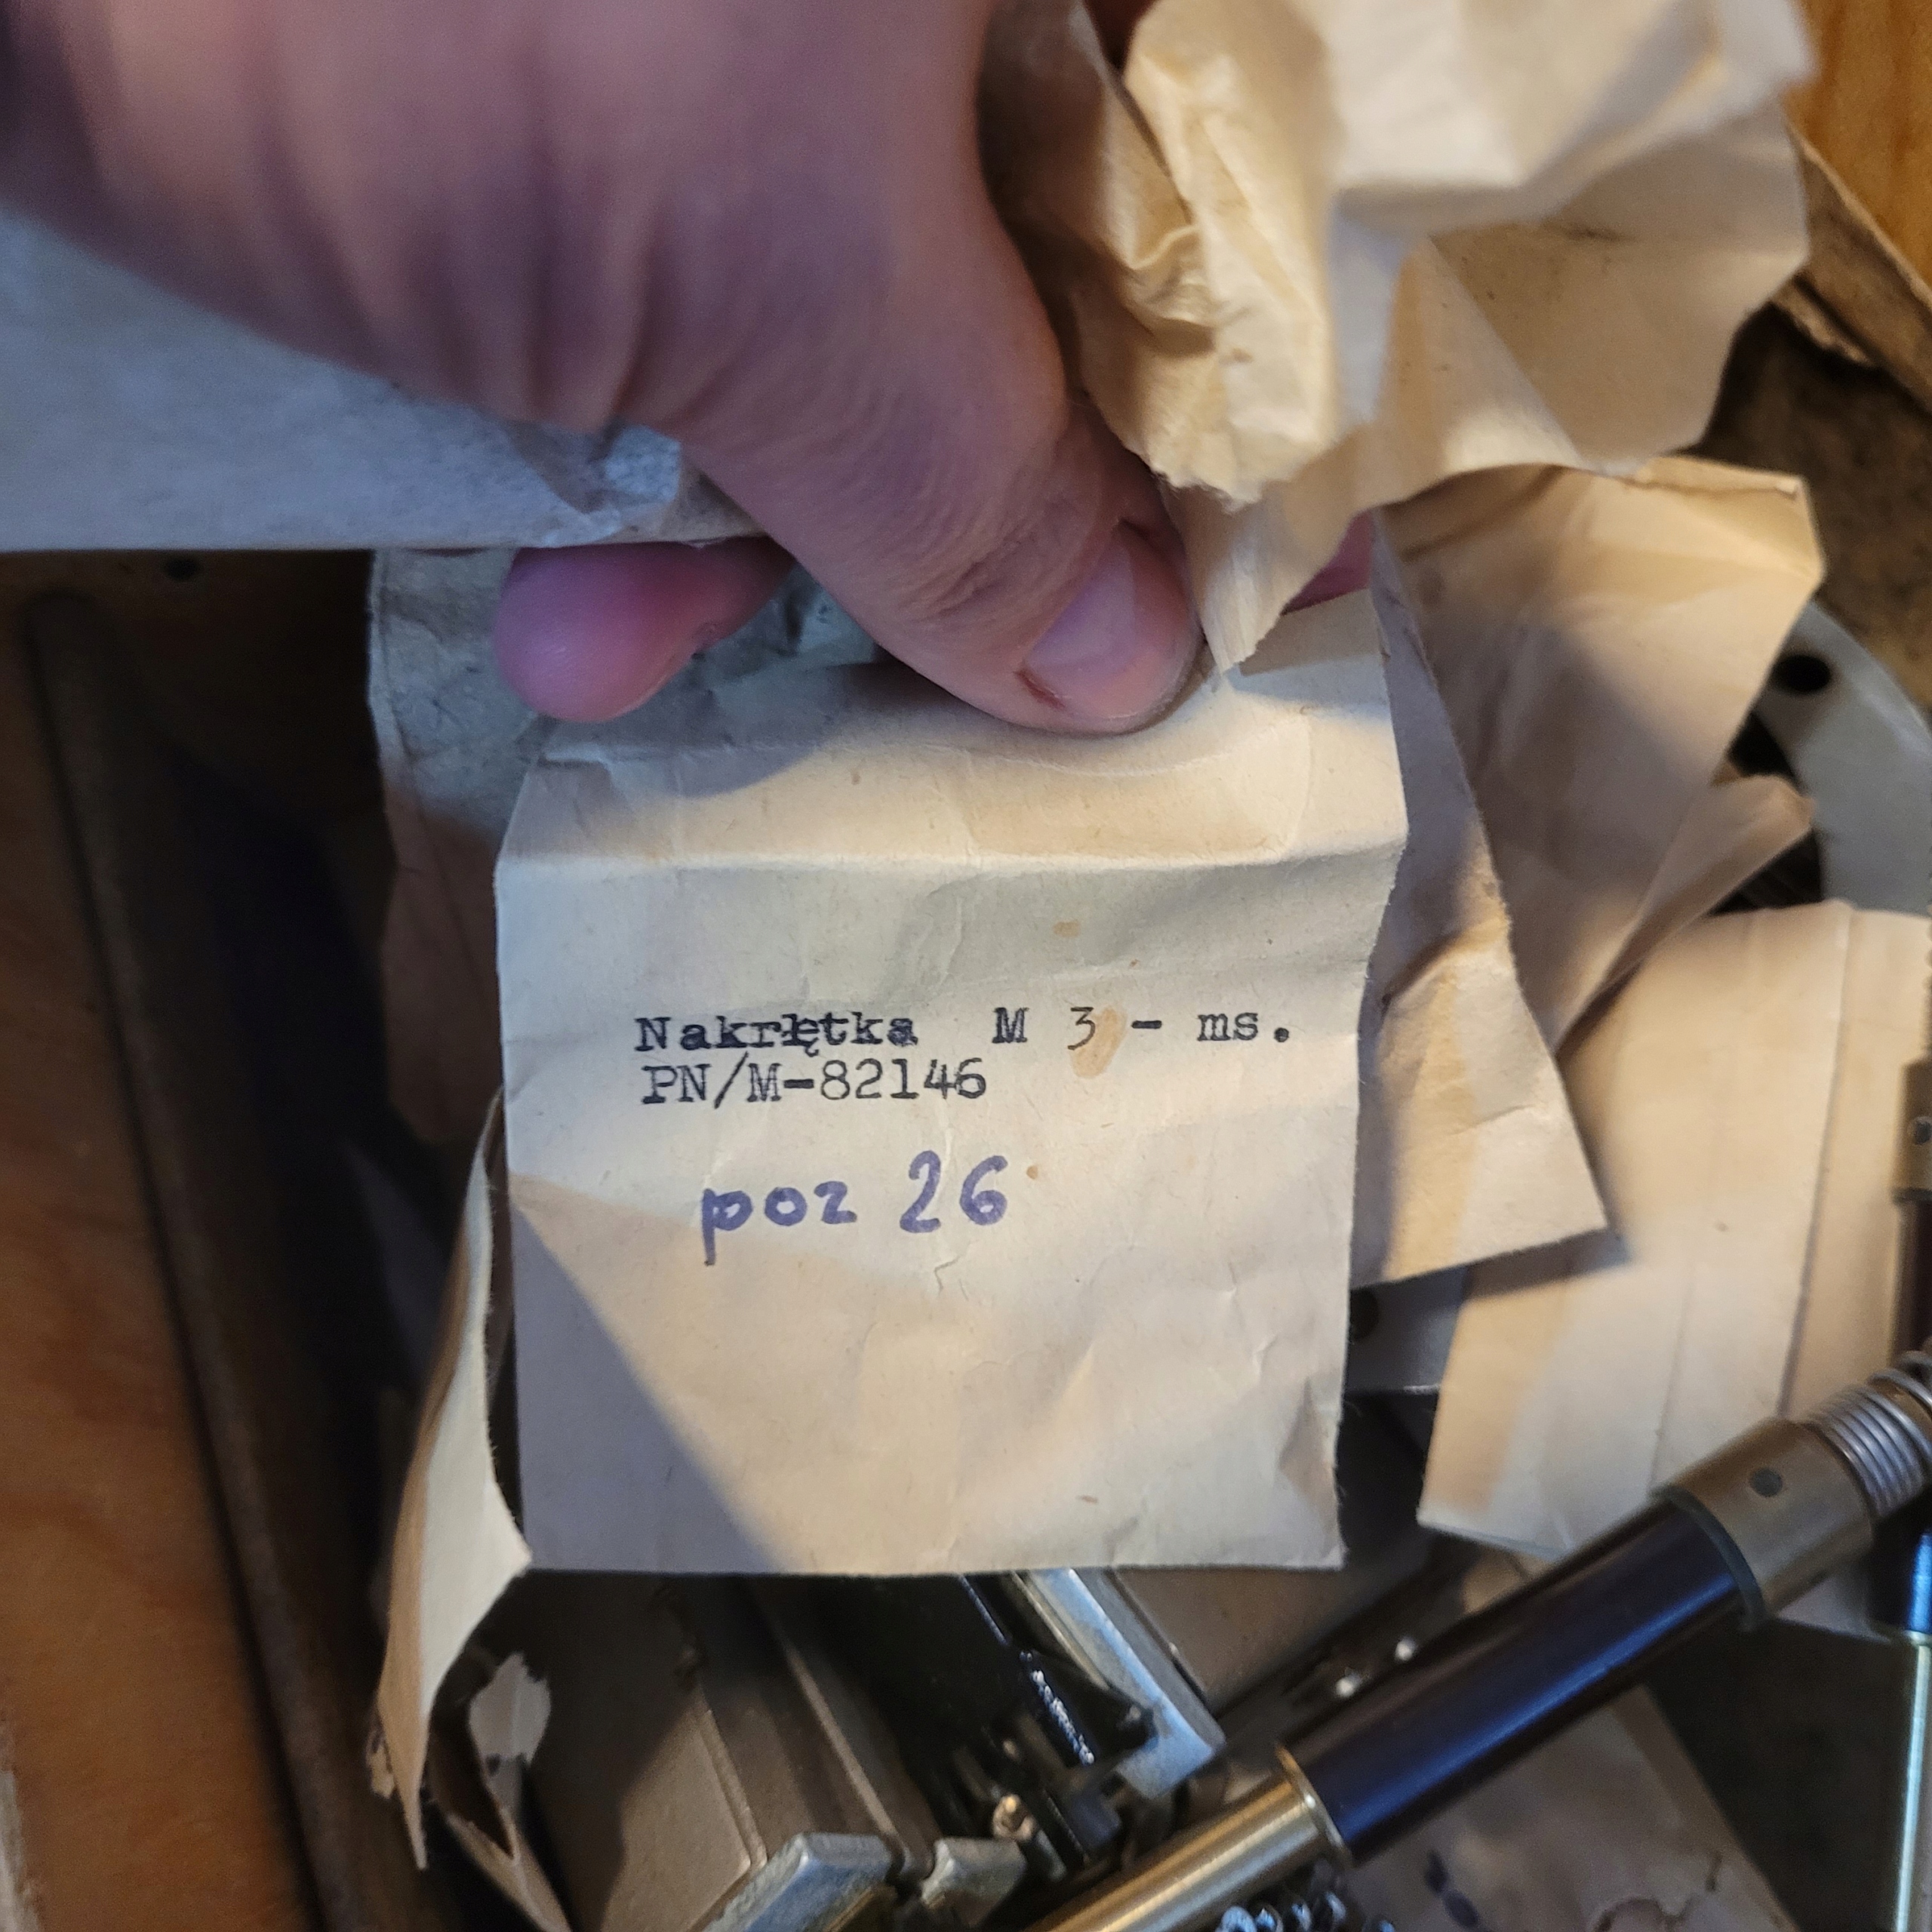 Nakrętka M 3 - ms.
PN/M-82146
poz 26